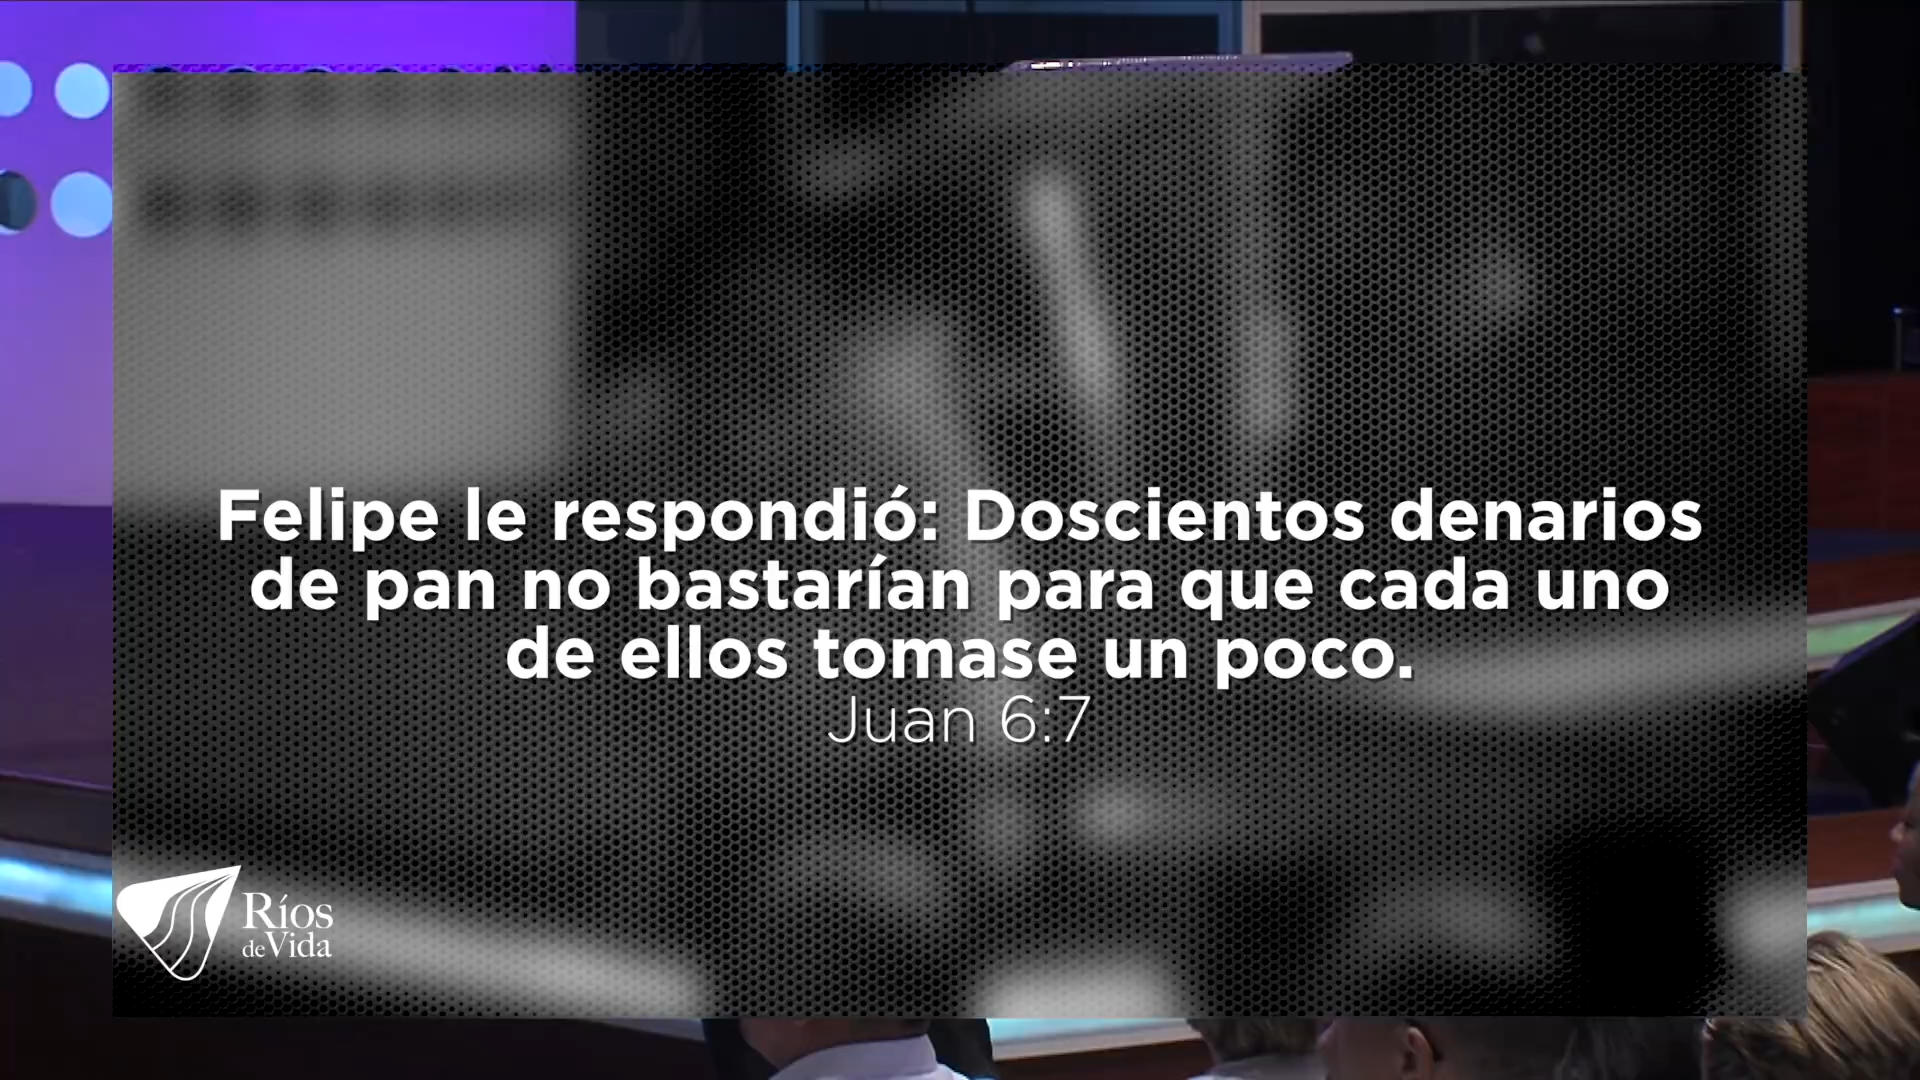 Felipe le respondió: Doscientos denarios
de pan no bastarían para que cada uno
de ellos tomase un poco.
Juan 6:7
Ríos
de Vida